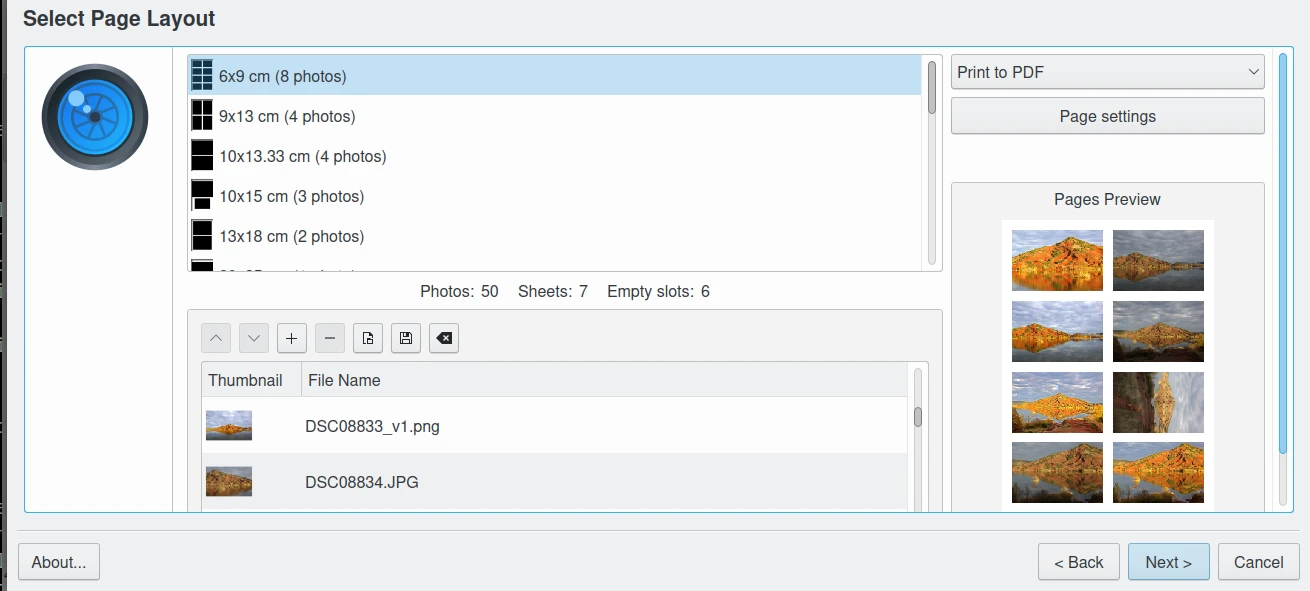 Select Page Layout
6x9 cm (8 photos)
9x13 cm (4 photos)
10x13.33 cm (4 photos)
10x15 cm (3 photos)
13x18 cm (2 photos)
Photos: 50 Sheets: 7 Empty slots: 6
Thumbnail File Name
DSC08833_v1.png
DSC08834.JPG
Print to PDF
Page settings
Pages Preview
About...
< Back
Next >
Cancel